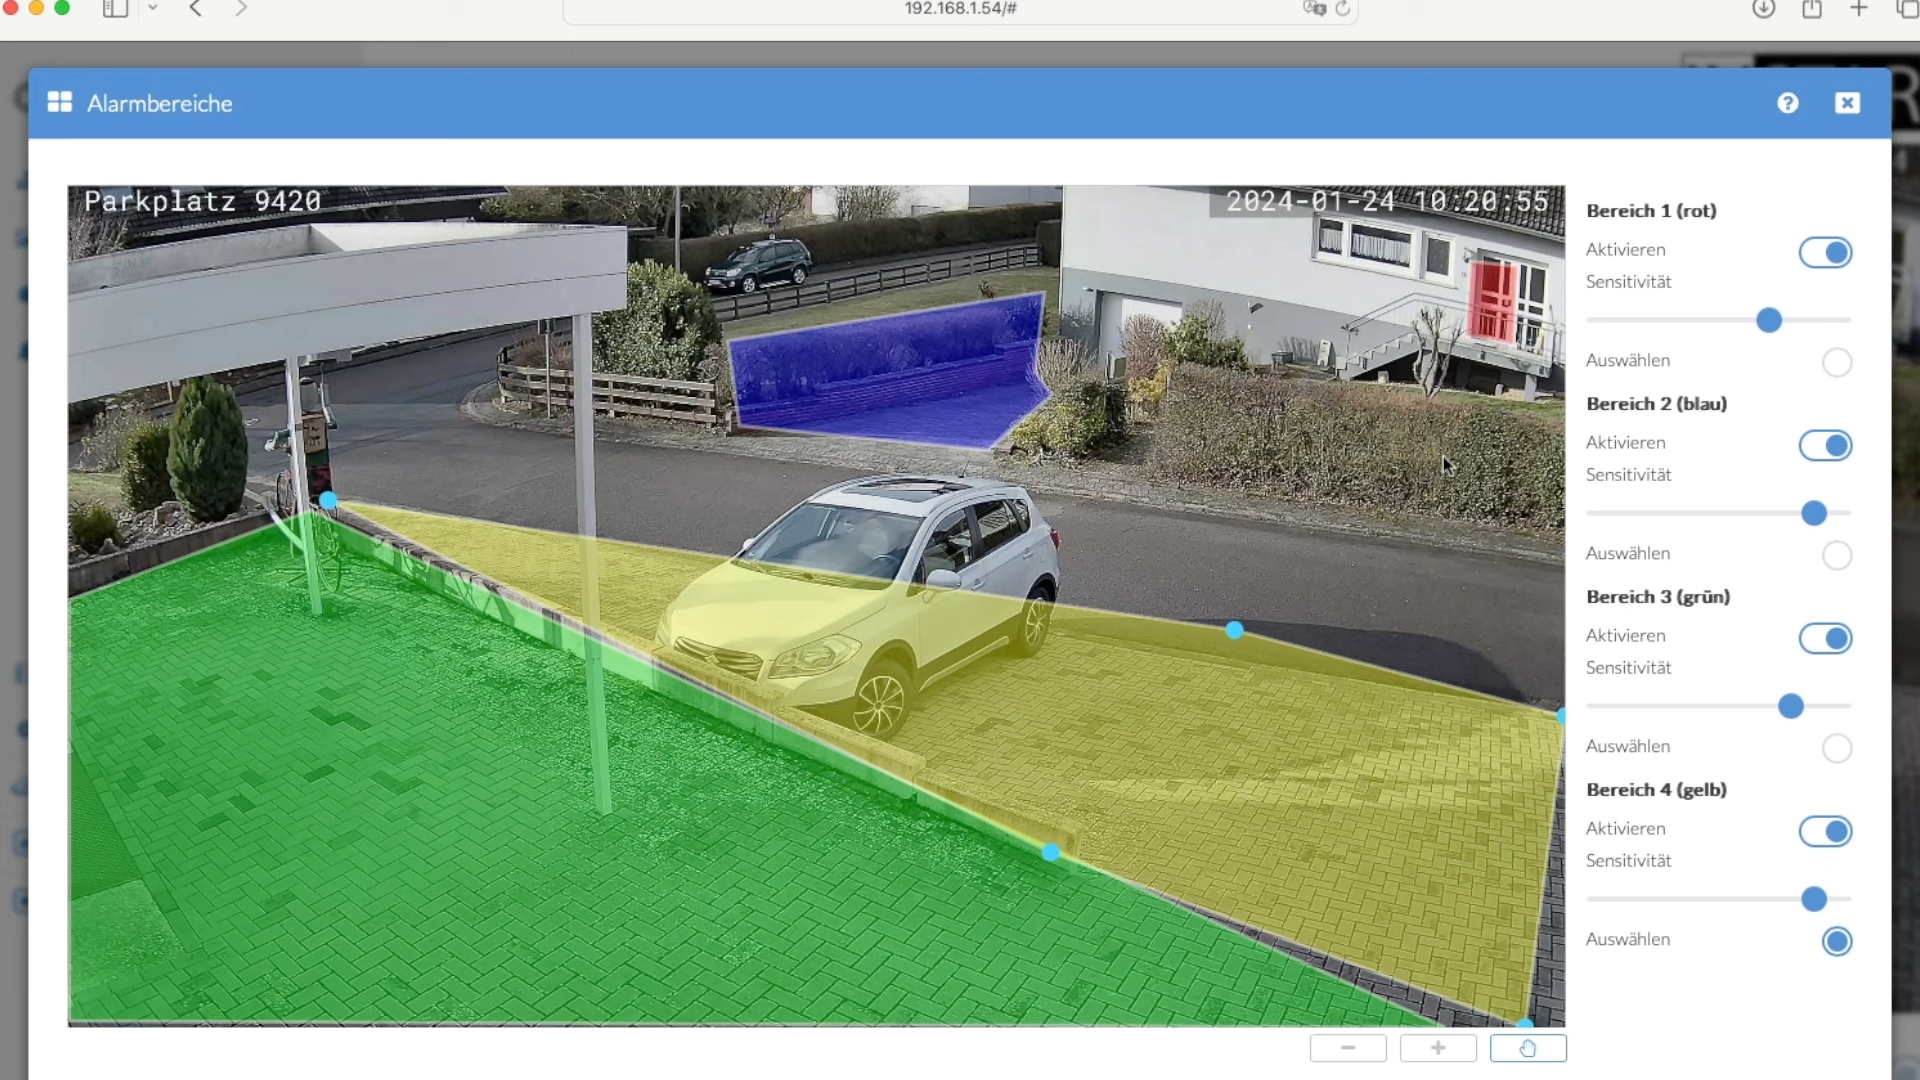 192.168.1.54/#
Alarmbereiche
Parkplatz 9420
2024-01-24 10:20:55
Bereich 1 (rot)
Aktivieren
Sensitivität
Auswählen
Bereich 2 (blau)
Aktivieren
Sensitivität
Auswählen
Bereich 3 (grün)
Aktivieren
Sensitivität
Auswählen
Bereich 4 (gelb)
Aktivieren
Sensitivität
Auswählen